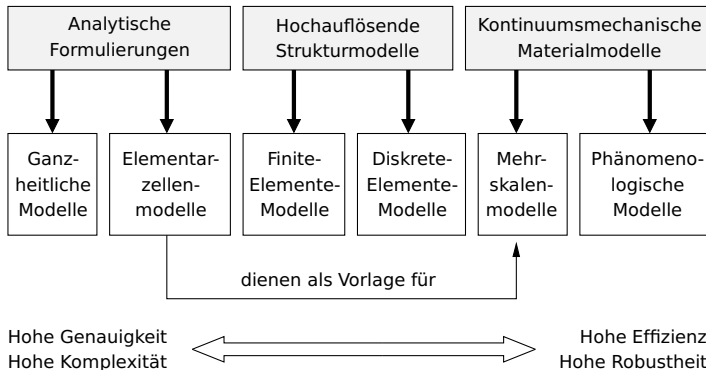 Analytische
Formulierungen
Hochauflösende
Strukturmodelle
Kontinuumsmechanische
Materialmodelle
Ganz-
heitliche
Modelle
Elementar-
zellen-
modelle
Finite-
Elemente-
Modelle
Diskrete-
Elemente-
Modelle
Mehr-
skalen-
modelle
Phänomeno-
logische
Modelle
dienen als Vorlage für
Hohe Genauigkeit
Hohe Komplexität
Hohe Effizienz
Hohe Robustheit